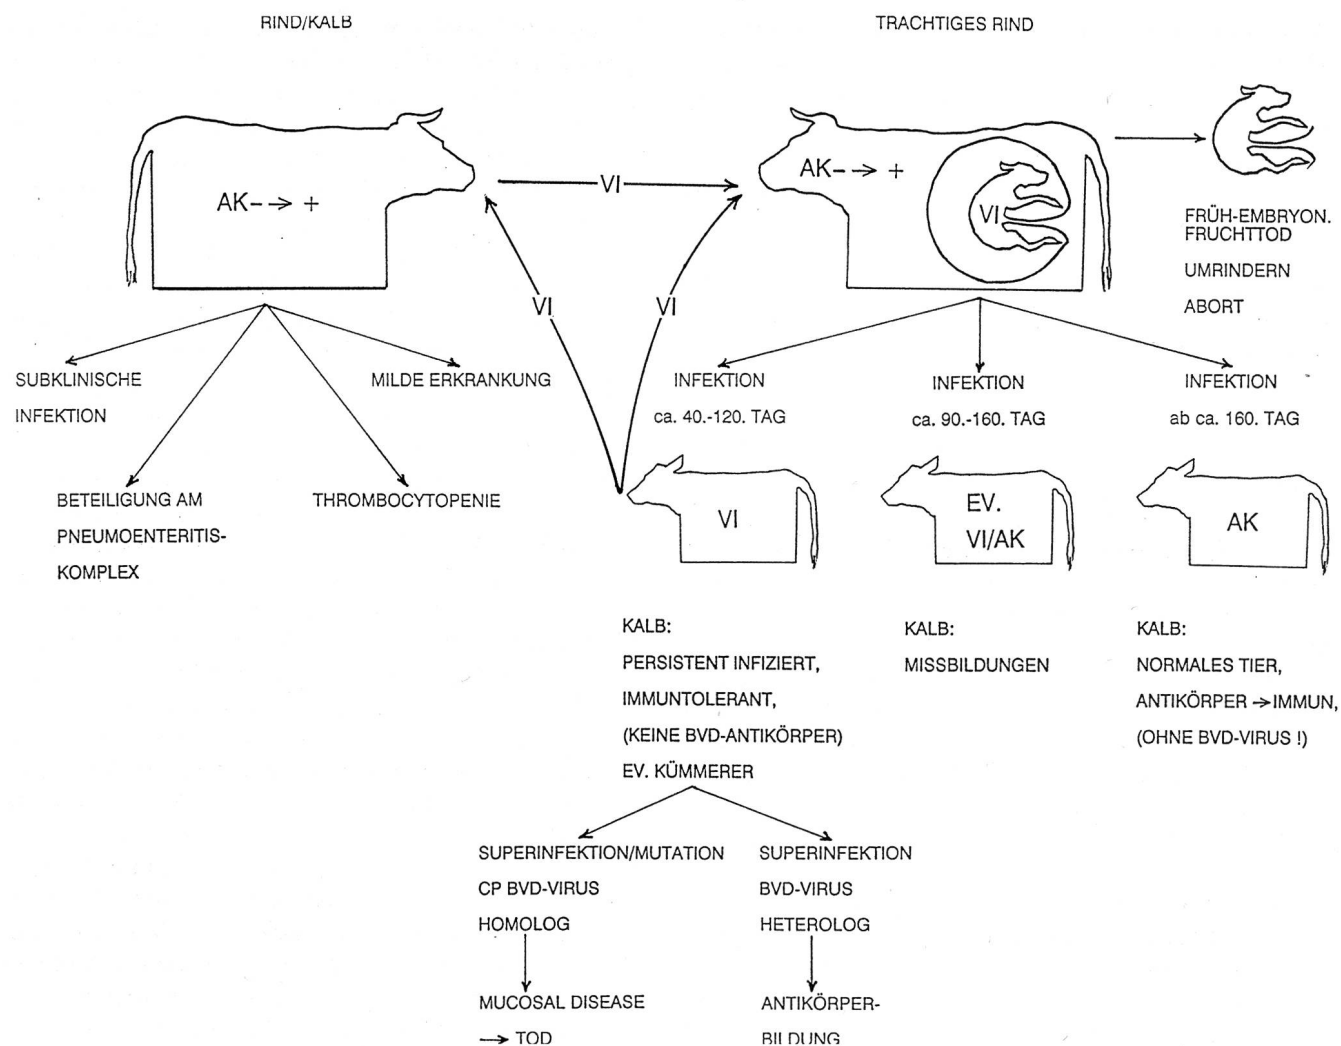 RIND/KALB
TRACHTIGES RIND
AK- → +
VI
AK- → +
VI
FRÜH-EMBRYON.
FRUCHTTOD
UMRINDERN
ABORT
VI
VI
SUBKLINISCHE
INFEKTION
MILDE ERKRANKUNG
BETEILIGUNG AM
PNEUMOENTERITIS-
KOMPLEX
THROMBOCYTOPENIE
INFEKTION
ca. 40.-120. TAG
INFEKTION
ca. 90.-160. TAG
INFEKTION
ab ca. 160. TAG
VI
EV.
VI/AK
AK
KALB:
PERSISTENT INFIZIERT,
IMMUNTOLERANT,
(KEINE BVD-ANTIKÖRPER)
EV. KÜMMERER
KALB:
MISSBILDUNGEN
KALB:
NORMALES TIER,
ANTIKÖRPER → IMMUN,
(OHNE BVD-VIRUS !)
SUPERINFEKTION/MUTATION
CP BVD-VIRUS
HOMOLOG
SUPERINFEKTION
BVD-VIRUS
HETEROLOG
MUCOSAL DISEASE
→ TOD
ANTIKÖRPER-
BILDUNG